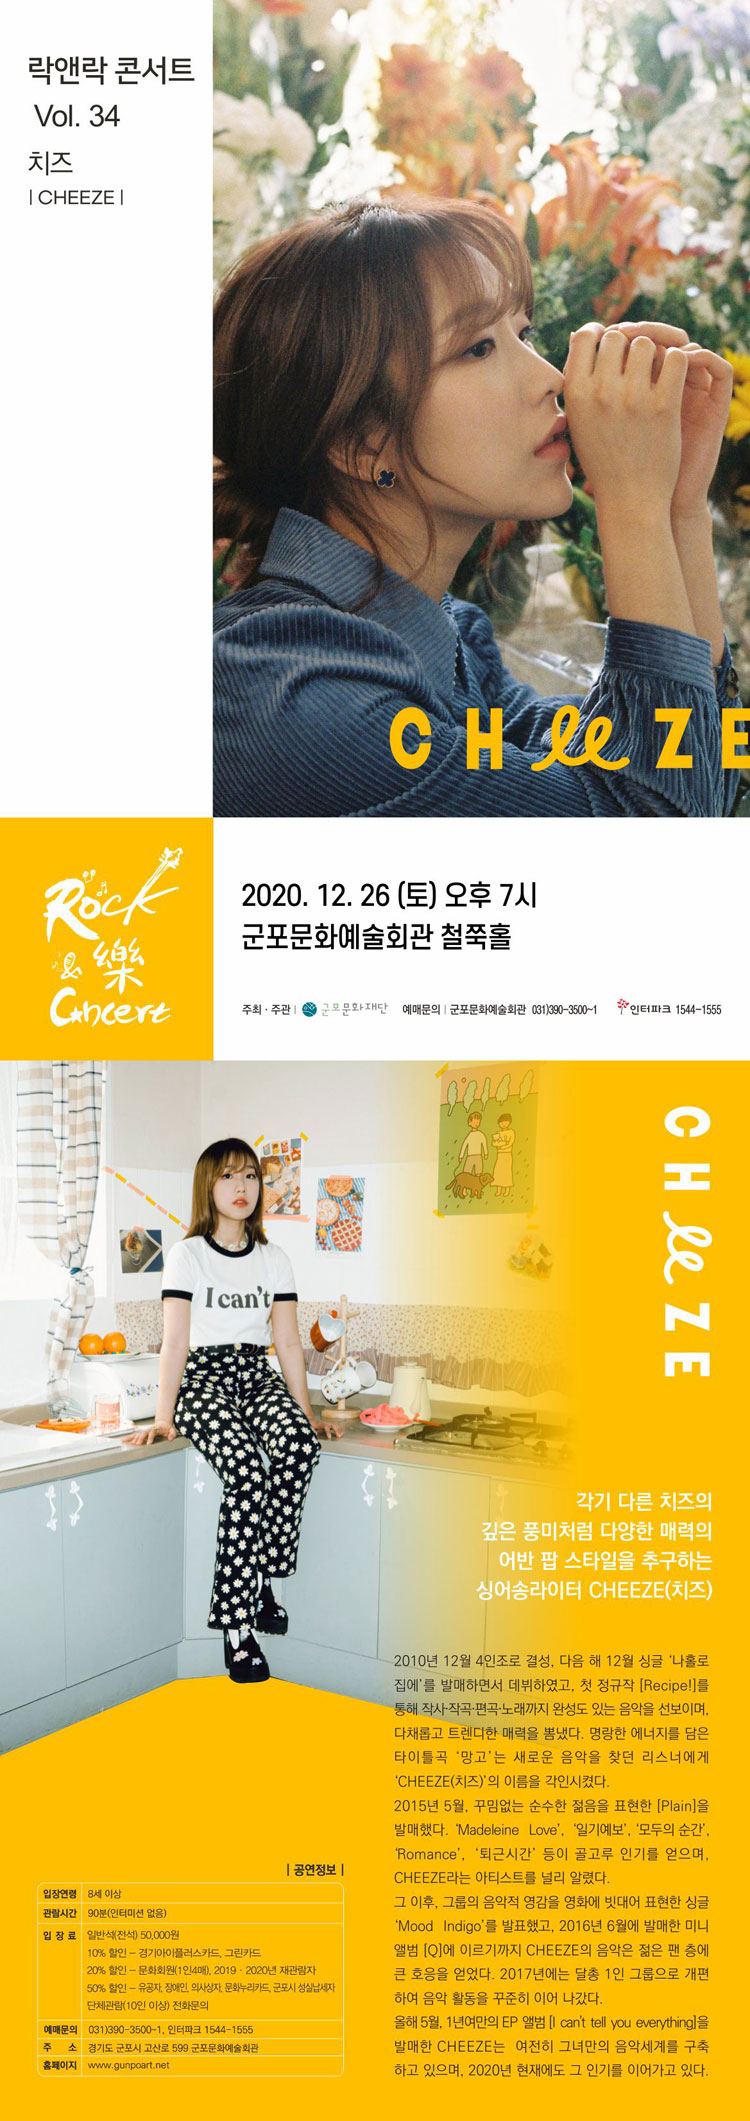 락앤락 콘서트
Vol. 34
치즈
| CHEEZE |
CHeeZE
Rock
& 樂
Concert
2020. 12. 26 (토) 오후 7시
군포문화예술회관 철쭉홀
주최 · 주관 | 군포문화재단 예매문의 | 군포문화예술회관 031)390-3500~1 인터파크 1544-1555
CHeeZE
I can't
각기 다른 치즈의
깊은 풍미처럼 다양한 매력의
어반 팝 스타일을 추구하는
싱어송라이터 CHEEZE(치즈)
2010년 12월 4인조로 결성, 다음 해 12월 싱글 '나홀로
집에'를 발매하면서 데뷔하였고, 첫 정규작 [Recipe!]를
통해 작사·작곡·편곡·노래까지 완성도 있는 음악을 선보이며,
다채롭고 트렌디한 매력을 뽐냈다. 명랑한 에너지를 담은
타이틀곡 '망고'는 새로운 음악을 찾던 리스너에게
'CHEEZE(치즈)'의 이름을 각인시켰다.
2015년 5월, 꾸밈없는 순수한 젊음을 표현한 [Plain]을
발매했다. 'Madeleine Love', '일기예보', '모두의 순간',
'Romance', '퇴근시간' 등이 골고루 인기를 얻으며,
CHEEZE라는 아티스트를 널리 알렸다.
그 이후, 그룹의 음악적 영감을 영화에 빗대어 표현한 싱글
'Mood Indigo'를 발표했고, 2016년 6월에 발매한 미니
앨범 [Q]에 이르기까지 CHEEZE의 음악은 젊은 팬 층에
큰 호응을 얻었다. 2017년에는 달총 1인 그룹으로 개편
하여 음악 활동을 꾸준히 이어 나갔다.
올해 5월, 1년여만의 EP 앨범 [I can't tell you everything]을
발매한 CHEEZE는 여전히 그녀만의 음악세계를 구축
하고 있으며, 2020년 현재에도 그 인기를 이어가고 있다.
| 공연정보 |
입장연령 8세 이상
관람시간 90분(인터미션 없음)
입 장 료 일반석(전석) 50,000원
10% 할인 – 경기아이플러스카드, 그린카드
20% 할인 – 문화회원(1인4매), 2019 · 2020년 재관람자
50% 할인 – 유공자, 장애인, 의사상자, 문화누리카드, 군포시 성실납세자
단체관람(10인 이상) 전화문의
예매문의 031)390-3500~1, 인터파크 1544-1555
주 소 경기도 군포시 고산로 599 군포문화예술회관
홈페이지 www.gunpoart.net